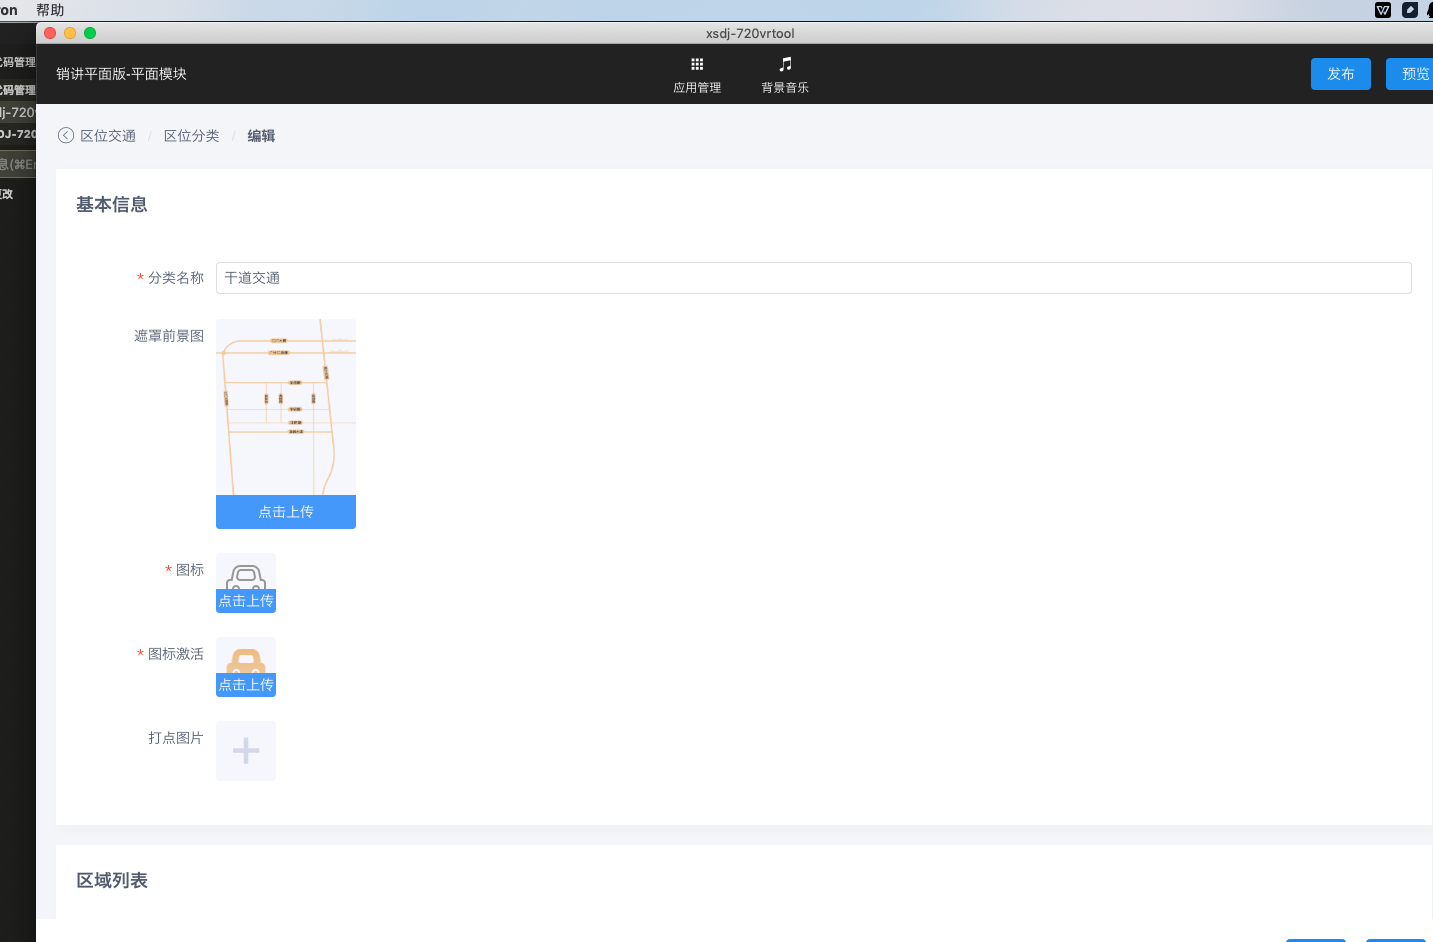 帮助
xsdj-720vrtool
销讲平面版-平面模块
应用管理
背景音乐
发布
预览
区位交通 / 区位分类 / 编辑
基本信息
* 分类名称
干道交通
遮罩前景图
点击上传
* 图标
点击上传
* 图标激活
点击上传
打点图片
区域列表